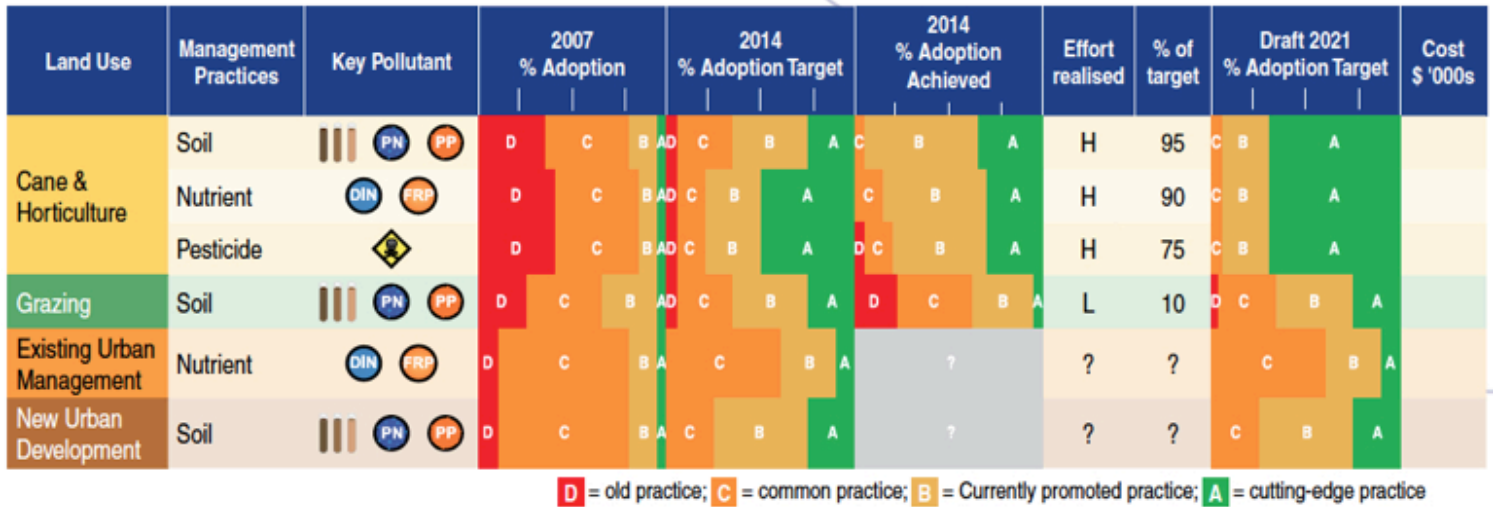 Land Use Management Practices Key Pollutant 2007 % Adoption 2014 % Adoption Target 2014 % Adoption Achieved Effort realised % of target Draft 2021 % Adoption Target Cost $ '000s
Cane & Horticulture
Soil PN PP D C B A D C B A C B A H 95 C B A
Nutrient DIN FRP D C B A D C B A C B A H 90 C B A
Pesticide D C B A D C B A D C B A H 75 C B A
Grazing Soil PN PP D C B A D C B A D C B A L 10 D C B A
Existing Urban Management Nutrient DIN FRP D C B A C B A ? ? ? C B A
New Urban Development Soil PN PP D C B A C B A ? ? ? C B A
D = old practice; C = common practice; B = Currently promoted practice; A = cutting-edge practice